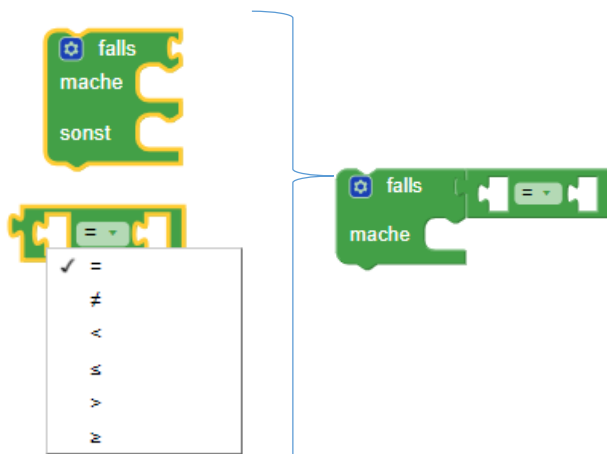 falls
mache
sonst
=
✓ =
≠
<
≤
>
≥
falls =
mache